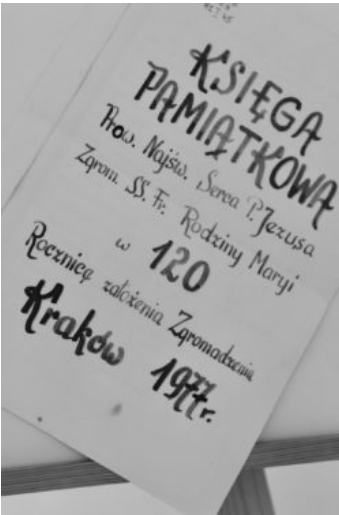 KSIĘGA
PAMIĄTKOWA
Prow. Najśw. Serca P. Jezusa
Zgrom. SS. Fr. Rodziny Maryi
w 120
Rocznicę założenia Zgromadzenia
Kraków 1977 r.